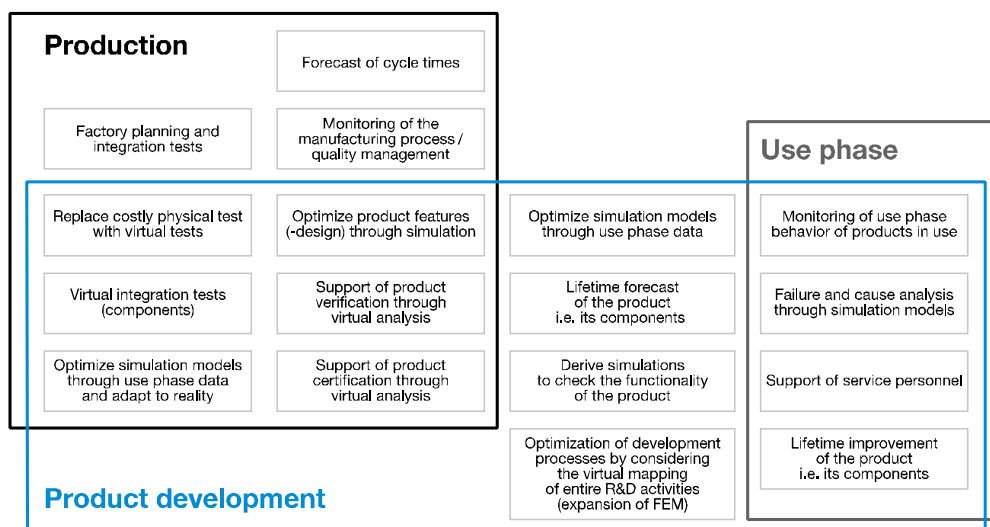 Production
Forecast of cycle times
Factory planning and
integration tests
Monitoring of the
manufacturing process /
quality management
Use phase
Replace costly physical test
with virtual tests
Optimize product features
(-design) through simulation
Optimize simulation models
through use phase data
Monitoring of use phase
behavior of products in use
Virtual integration tests
(components)
Support of product
verification through
virtual analysis
Lifetime forecast
of the product
i.e. its components
Failure and cause analysis
through simulation models
Optimize simulation models
through use phase data
and adapt to reality
Support of product
certification through
virtual analysis
Derive simulations
to check the functionality
of the product
Support of service personnel
Optimization of development
processes by considering
the virtual mapping
of entire R&D activities
(expansion of FEM)
Lifetime improvement
of the product
i.e. its components
Product development